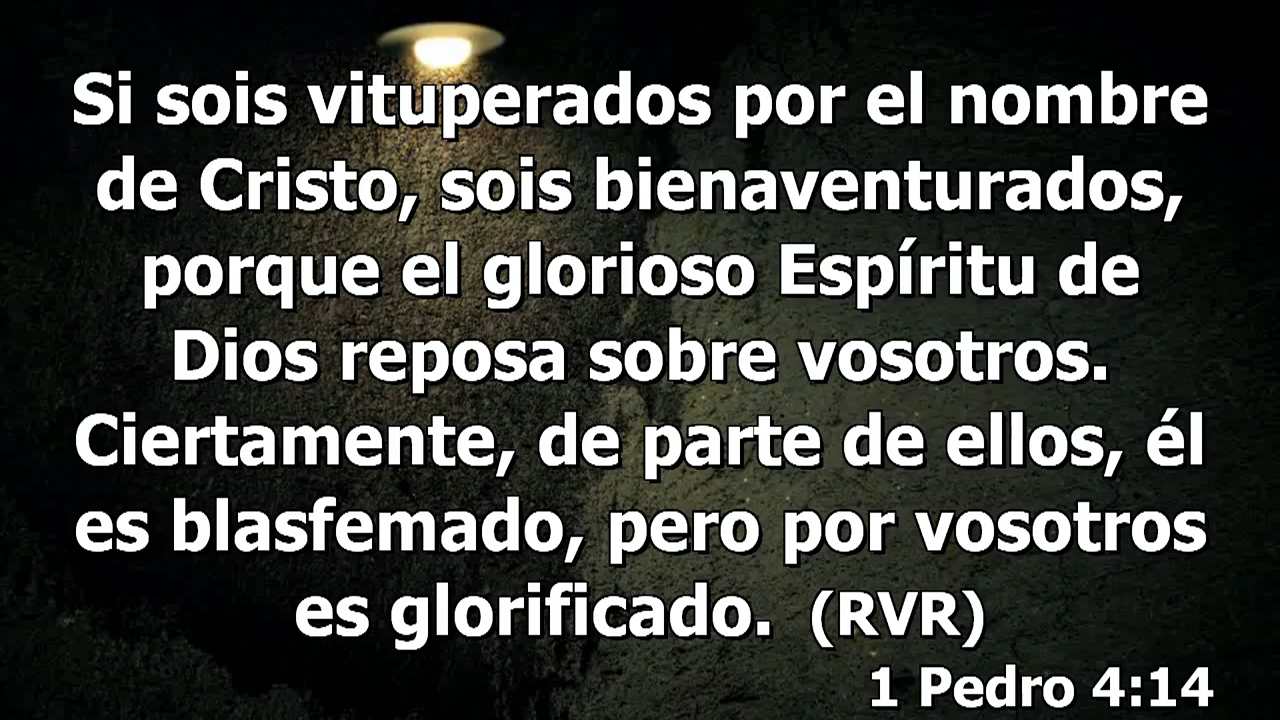 Si sois vituperados por el nombre
de Cristo, sois bienaventurados,
porque el glorioso Espíritu de
Dios reposa sobre vosotros.
Ciertamente, de parte de ellos, él
es blasfemado, pero por vosotros
es glorificado. (RVR)
1 Pedro 4:14